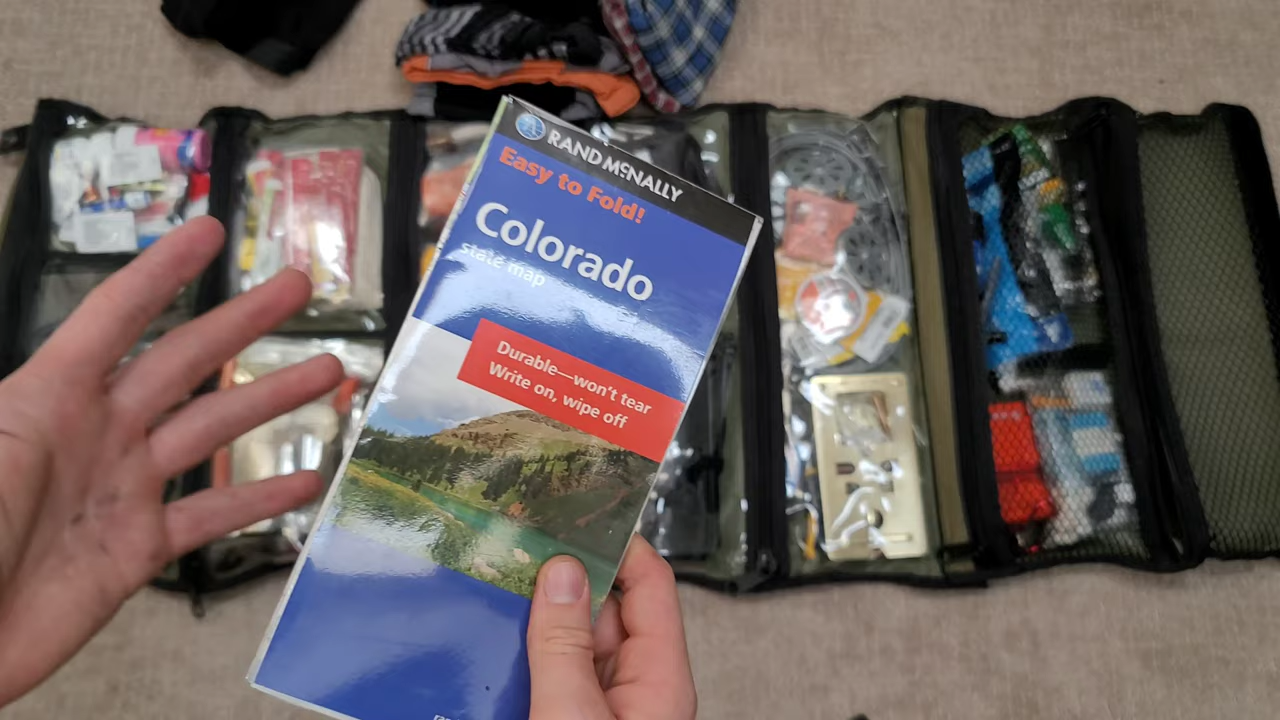 RAND McNALLY
Easy to Fold!
Colorado
state map
Durable—won't tear
Write on, wipe off